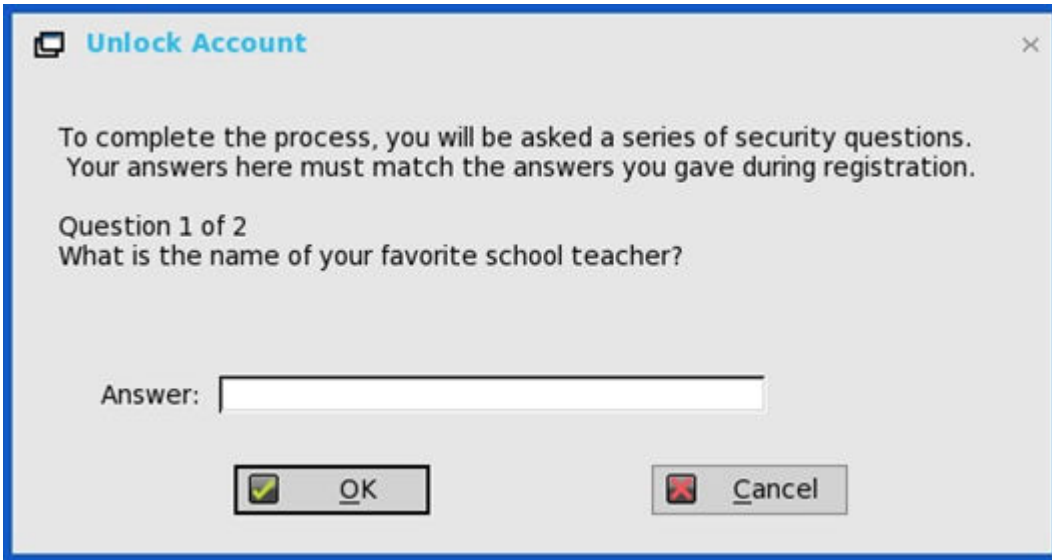 Unlock Account
To complete the process, you will be asked a series of security questions.
Your answers here must match the answers you gave during registration.
Question 1 of 2
What is the name of your favorite school teacher?
Answer:
OK
Cancel